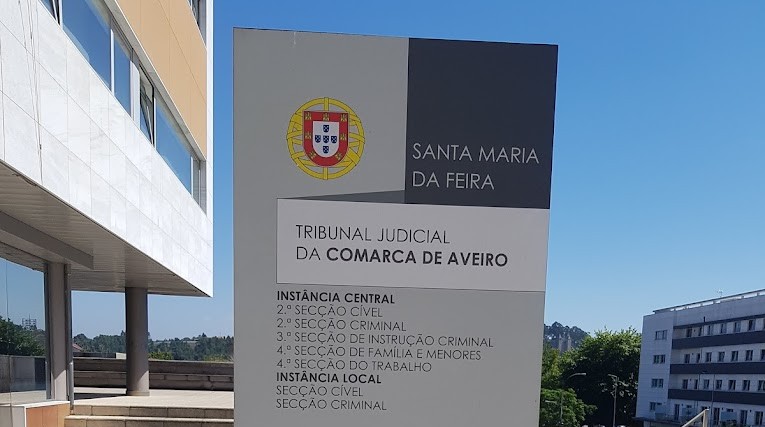 SANTA MARIA
DA FEIRA
TRIBUNAL JUDICIAL
DA COMARCA DE AVEIRO
INSTÂNCIA CENTRAL
2.ª SECÇÃO CÍVEL
2.ª SECÇÃO CRIMINAL
3.ª SECÇÃO DE INSTRUÇÃO CRIMINAL
4.ª SECÇÃO DE FAMÍLIA E MENORES
4.ª SECÇÃO DO TRABALHO
INSTÂNCIA LOCAL
SECÇÃO CÍVEL
SECÇÃO CRIMINAL